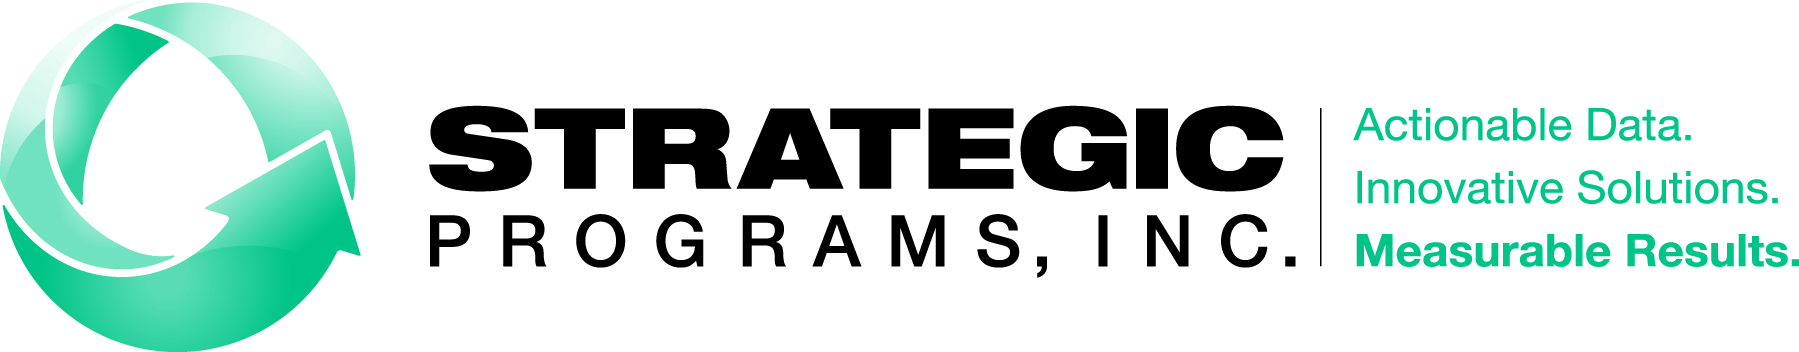 STRATEGIC
PROGRAMS, INC.
Actionable Data.
Innovative Solutions.
Measurable Results.